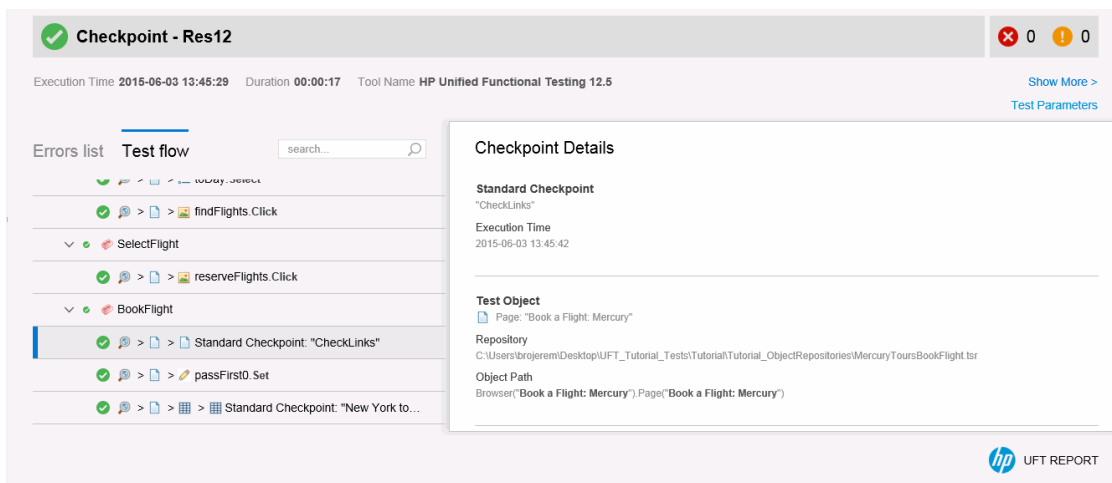 Checkpoint - Res12
0 0
Execution Time 2015-06-03 13:45:29 Duration 00:00:17 Tool Name HP Unified Functional Testing 12.5
Show More >
Test Parameters
Errors list Test flow search...
> > toDay.Select
> > findFlights.Click
SelectFlight
> > reserveFlights.Click
BookFlight
> > Standard Checkpoint: "CheckLinks"
> > passFirst0.Set
> > > Standard Checkpoint: "New York to...
Checkpoint Details
Standard Checkpoint
"CheckLinks"
Execution Time
2015-06-03 13:45:42
Test Object
Page: "Book a Flight: Mercury"
Repository
C:\Users\brojerem\Desktop\UFT_Tutorial_Tests\Tutorial\Tutorial_ObjectRepositories\MercuryToursBookFlight.tsr
Object Path
Browser("Book a Flight: Mercury").Page("Book a Flight: Mercury")
hp UFT REPORT